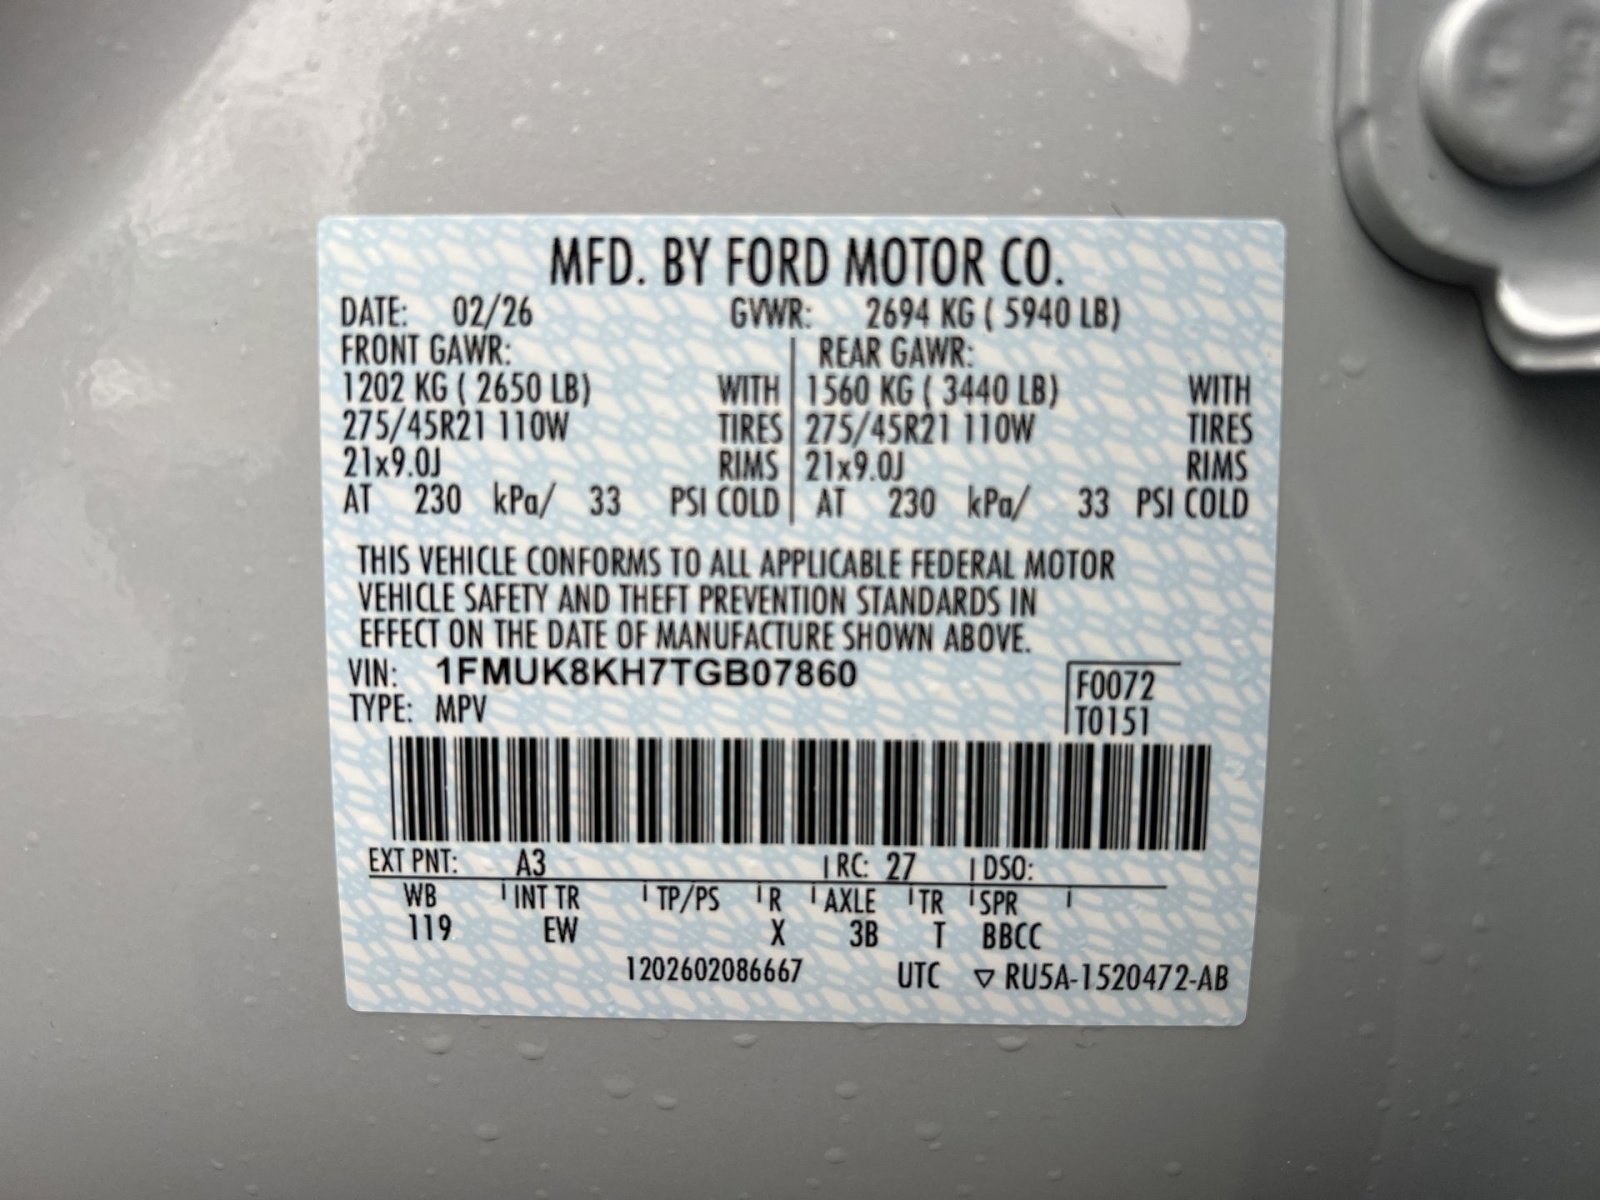 MFD. BY FORD MOTOR CO.
DATE: 02/26 GVWR: 2694 KG ( 5940 LB)
FRONT GAWR: REAR GAWR:
1202 KG ( 2650 LB) WITH 1560 KG ( 3440 LB) WITH
275/45R21 110W TIRES 275/45R21 110W TIRES
21x9.0J RIMS 21x9.0J RIMS
AT 230 kPa/ 33 PSI COLD AT 230 kPa/ 33 PSI COLD
THIS VEHICLE CONFORMS TO ALL APPLICABLE FEDERAL MOTOR
VEHICLE SAFETY AND THEFT PREVENTION STANDARDS IN
EFFECT ON THE DATE OF MANUFACTURE SHOWN ABOVE.
VIN: 1FMUK8KH7TGB07860 F0072
TYPE: MPV T0151
EXT PNT: A3 RC: 27 DSO:
WB INT TR TP/PS R AXLE TR SPR
119 EW X 3B T BBCC
1202602086667 UTC ▽ RU5A-1520472-AB